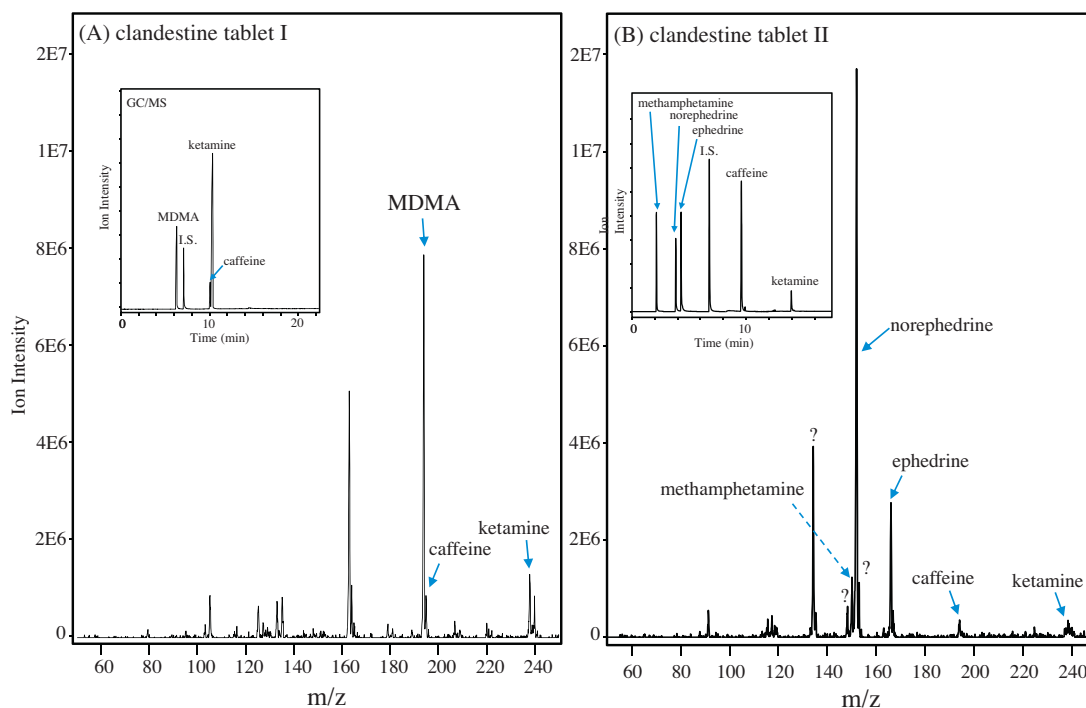 (A) clandestine tablet I
2E7
1E7
8E6
6E6
4E6
2E6
0
Ion Intensity
60 80 100 120 140 160 180 200 220 240
m/z
GC/MS
Ion Intensity
MDMA
I.S.
ketamine
caffeine
0 10 20
Time (min)
MDMA
caffeine
ketamine
(B) clandestine tablet II
2E7
1E7
8E6
6E6
4E6
2E6
0
60 80 100 120 140 160 180 200 220 240
m/z
Ion
Intensity
methamphetamine
norephedrine
ephedrine
I.S.
caffeine
ketamine
0 10
Time (min)
norephedrine
?
ephedrine
methamphetamine
?
?
caffeine
ketamine